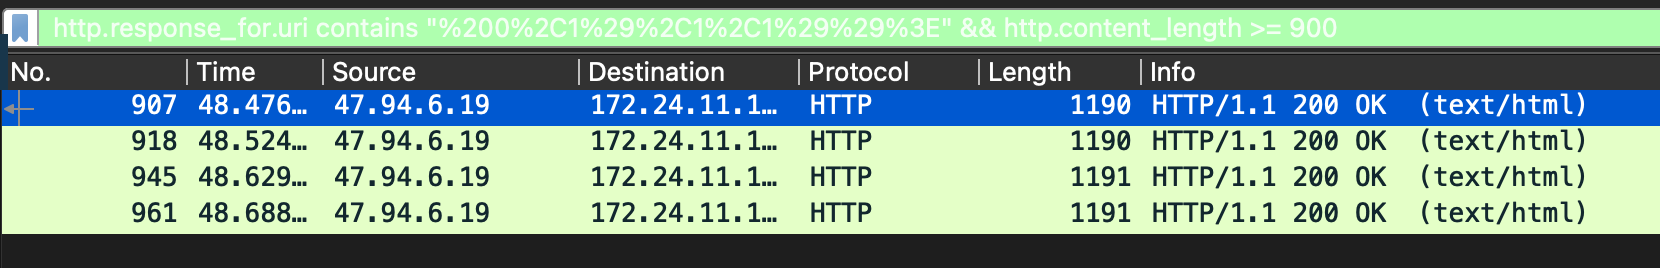 http.response_for.uri contains "%200%2C1%29%2C1%2C1%29%29%3E" && http.content_length >= 900
No. Time Source Destination Protocol Length Info
907 48.476… 47.94.6.19 172.24.11.1… HTTP 1190 HTTP/1.1 200 OK (text/html)
918 48.524… 47.94.6.19 172.24.11.1… HTTP 1190 HTTP/1.1 200 OK (text/html)
945 48.629… 47.94.6.19 172.24.11.1… HTTP 1191 HTTP/1.1 200 OK (text/html)
961 48.688… 47.94.6.19 172.24.11.1… HTTP 1191 HTTP/1.1 200 OK (text/html)